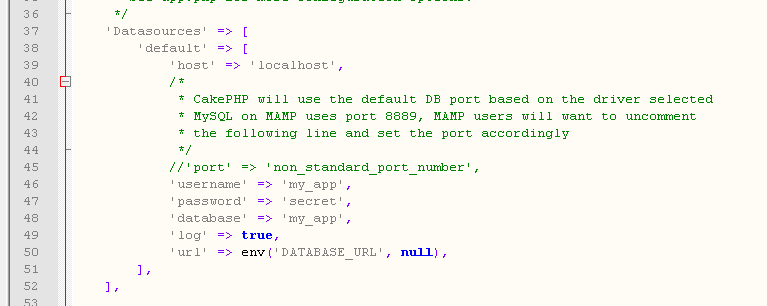 36 */
37 'Datasources' => [
38 'default' => [
39 'host' => 'localhost',
40 /*
41 * CakePHP will use the default DB port based on the driver selected
42 * MySQL on MAMP uses port 8889, MAMP users will want to uncomment
43 * the following line and set the port accordingly
44 */
45 //'port' => 'non_standard_port_number',
46 'username' => 'my_app',
47 'password' => 'secret',
48 'database' => 'my_app',
49 'log' => true,
50 'url' => env('DATABASE_URL', null),
51 ],
52 ],
53